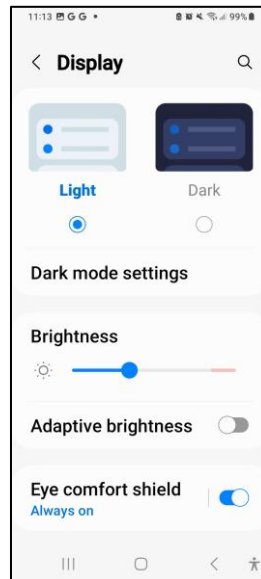 11:13 G G •
99%
Display
Light Dark
Dark mode settings
Brightness
Adaptive brightness
Eye comfort shield
Always on